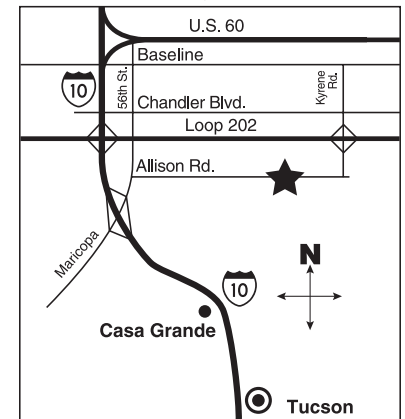 U.S. 60
Baseline
10
56th St.
Kyrene
Rd.
Chandler Blvd.
Loop 202
Allison Rd.
Maricopa
N
10
Casa Grande
Tucson